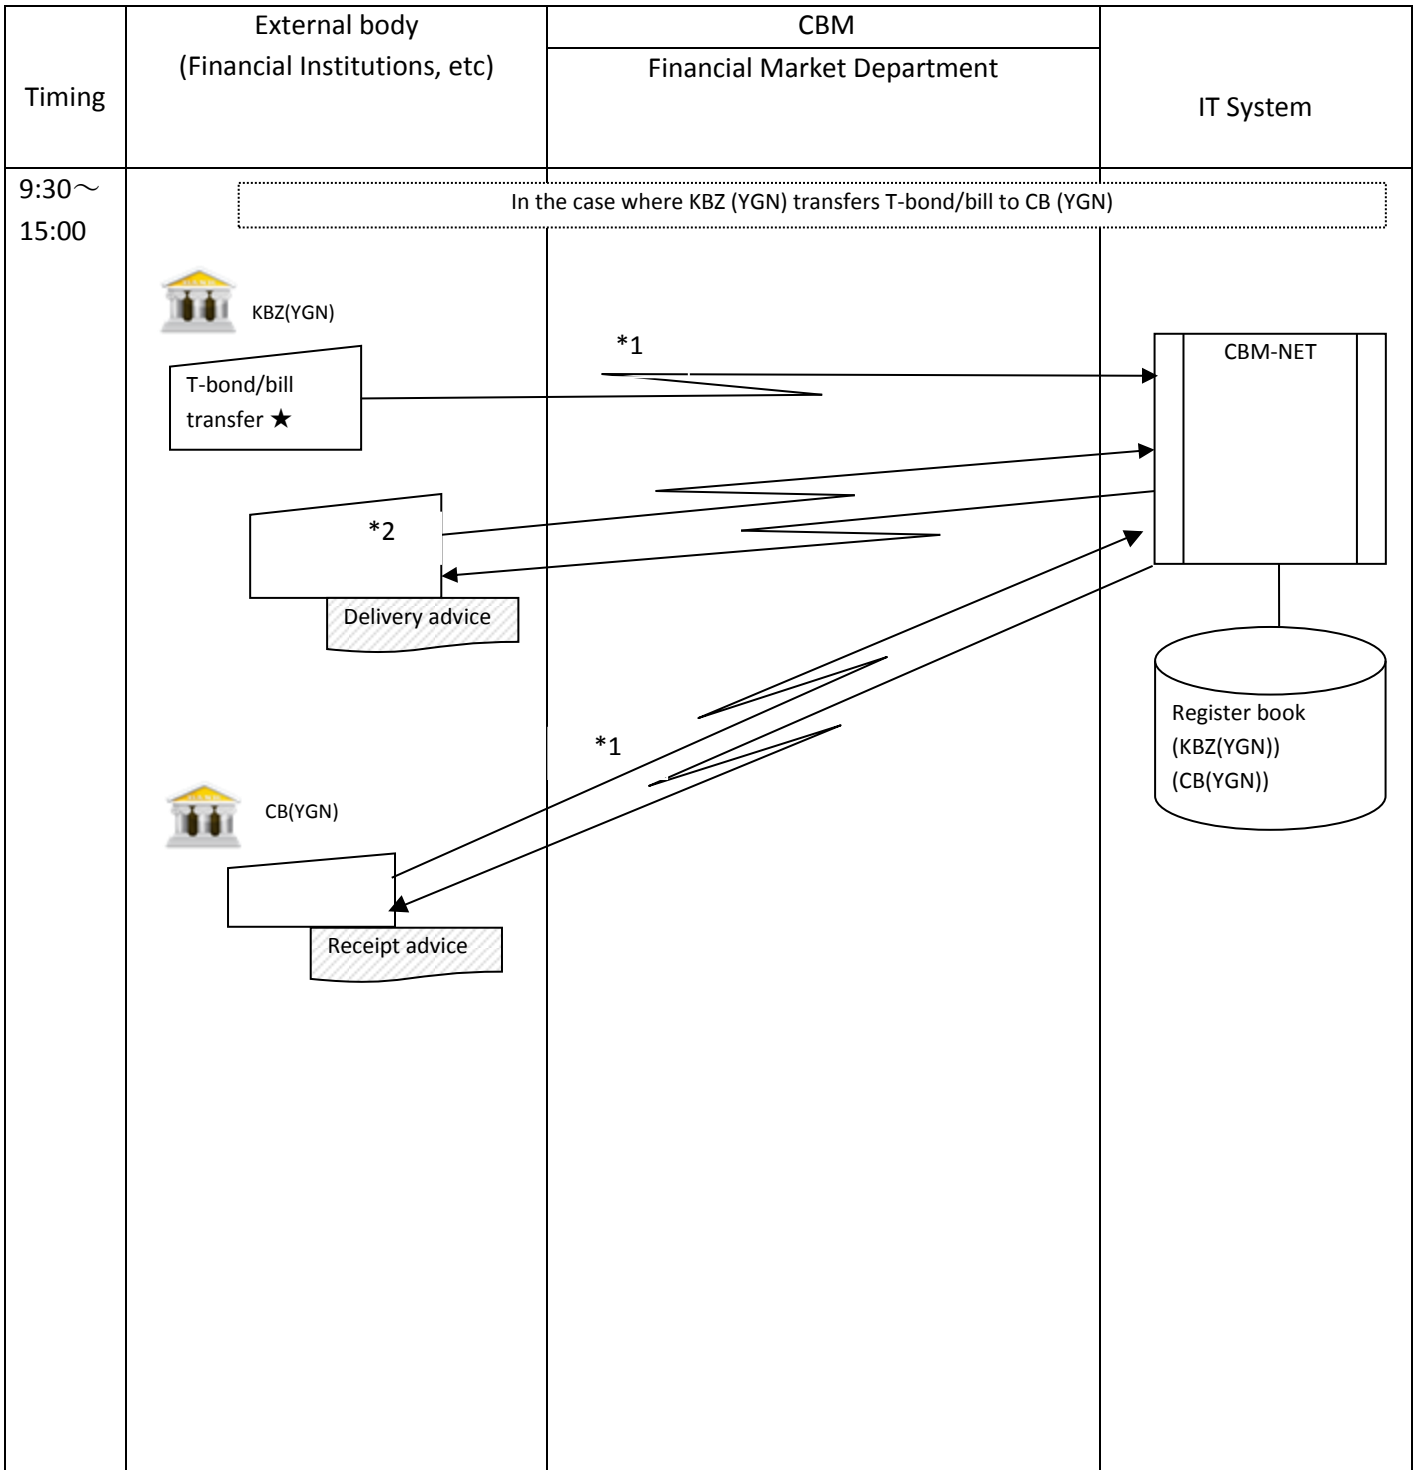 Timing
External body
(Financial Institutions, etc)
CBM
Financial Market Department
IT System
9:30～
15:00
In the case where KBZ (YGN) transfers T-bond/bill to CB (YGN)
KBZ(YGN)
*1
CBM-NET
T-bond/bill
transfer ★
*2
Delivery advice
Register book
(KBZ(YGN))
(CB(YGN))
*1
CB(YGN)
Receipt advice